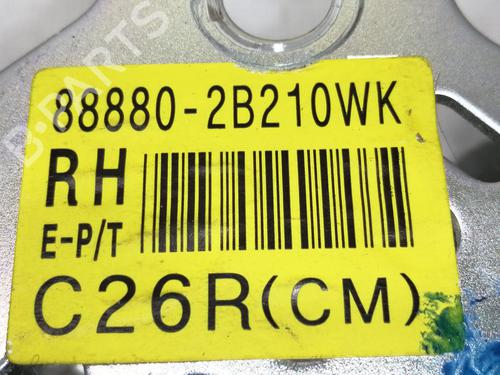 88880-2B210WK
RH
E-P/T
C26R(CM)
B-PARTS